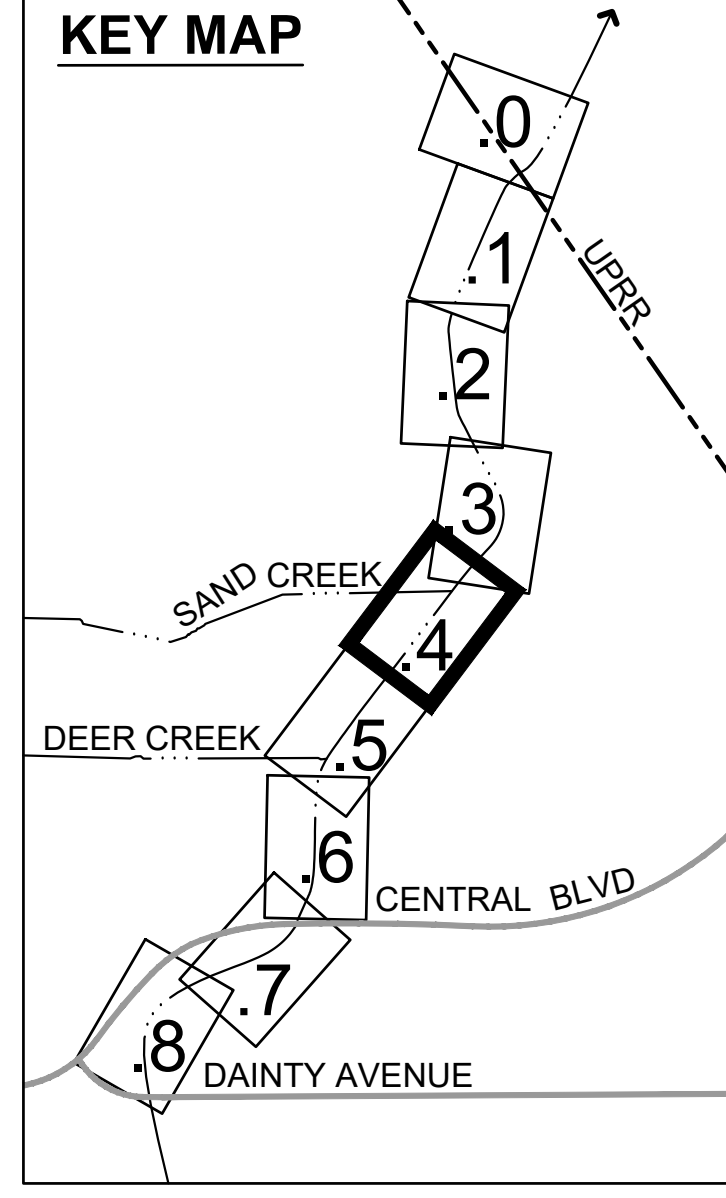 KEY MAP
.0
.1
UPRR
.2
.3
SAND CREEK
.4
DEER CREEK
.5
.6
CENTRAL BLVD
.7
.8
DAINTY AVENUE